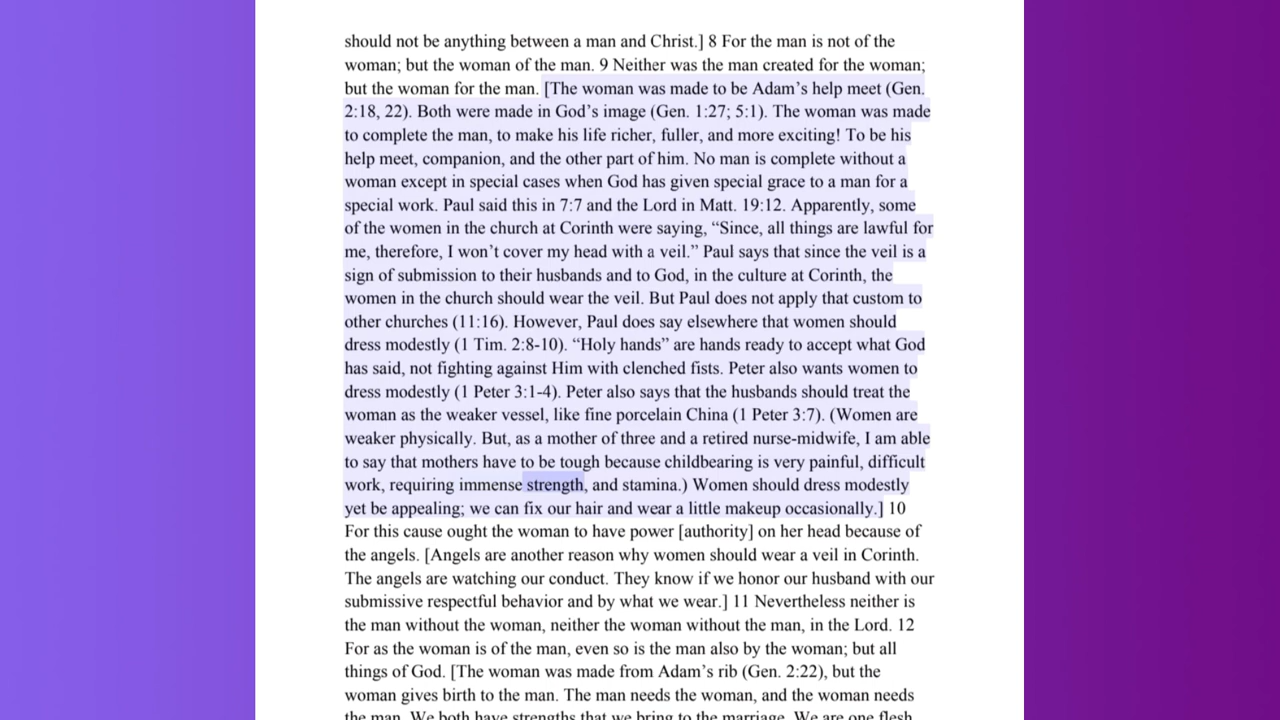 should not be anything between a man and Christ.] 8 For the man is not of the
woman; but the woman of the man. 9 Neither was the man created for the woman;
but the woman for the man. [The woman was made to be Adam’s help meet (Gen.
2:18, 22). Both were made in God’s image (Gen. 1:27; 5:1). The woman was made
to complete the man, to make his life richer, fuller, and more exciting! To be his
help meet, companion, and the other part of him. No man is complete without a
woman except in special cases when God has given special grace to a man for a
special work. Paul said this in 7:7 and the Lord in Matt. 19:12. Apparently, some
of the women in the church at Corinth were saying, “Since, all things are lawful for
me, therefore, I won’t cover my head with a veil.” Paul says that since the veil is a
sign of submission to their husbands and to God, in the culture at Corinth, the
women in the church should wear the veil. But Paul does not apply that custom to
other churches (11:16). However, Paul does say elsewhere that women should
dress modestly (1 Tim. 2:8-10). “Holy hands” are hands ready to accept what God
has said, not fighting against Him with clenched fists. Peter also wants women to
dress modestly (1 Peter 3:1-4). Peter also says that the husbands should treat the
woman as the weaker vessel, like fine porcelain China (1 Peter 3:7). (Women are
weaker physically. But, as a mother of three and a retired nurse-midwife, I am able
to say that mothers have to be tough because childbearing is very painful, difficult
work, requiring immense strength, and stamina.) Women should dress modestly
yet be appealing; we can fix our hair and wear a little makeup occasionally.] 10
For this cause ought the woman to have power [authority] on her head because of
the angels. [Angels are another reason why women should wear a veil in Corinth.
The angels are watching our conduct. They know if we honor our husband with our
submissive respectful behavior and by what we wear.] 11 Nevertheless neither is
the man without the woman, neither the woman without the man, in the Lord. 12
For as the woman is of the man, even so is the man also by the woman; but all
things of God. [The woman was made from Adam’s rib (Gen. 2:22), but the
woman gives birth to the man. The man needs the woman, and the woman needs
the man. We both have strengths that we bring to the marriage. We are one flesh